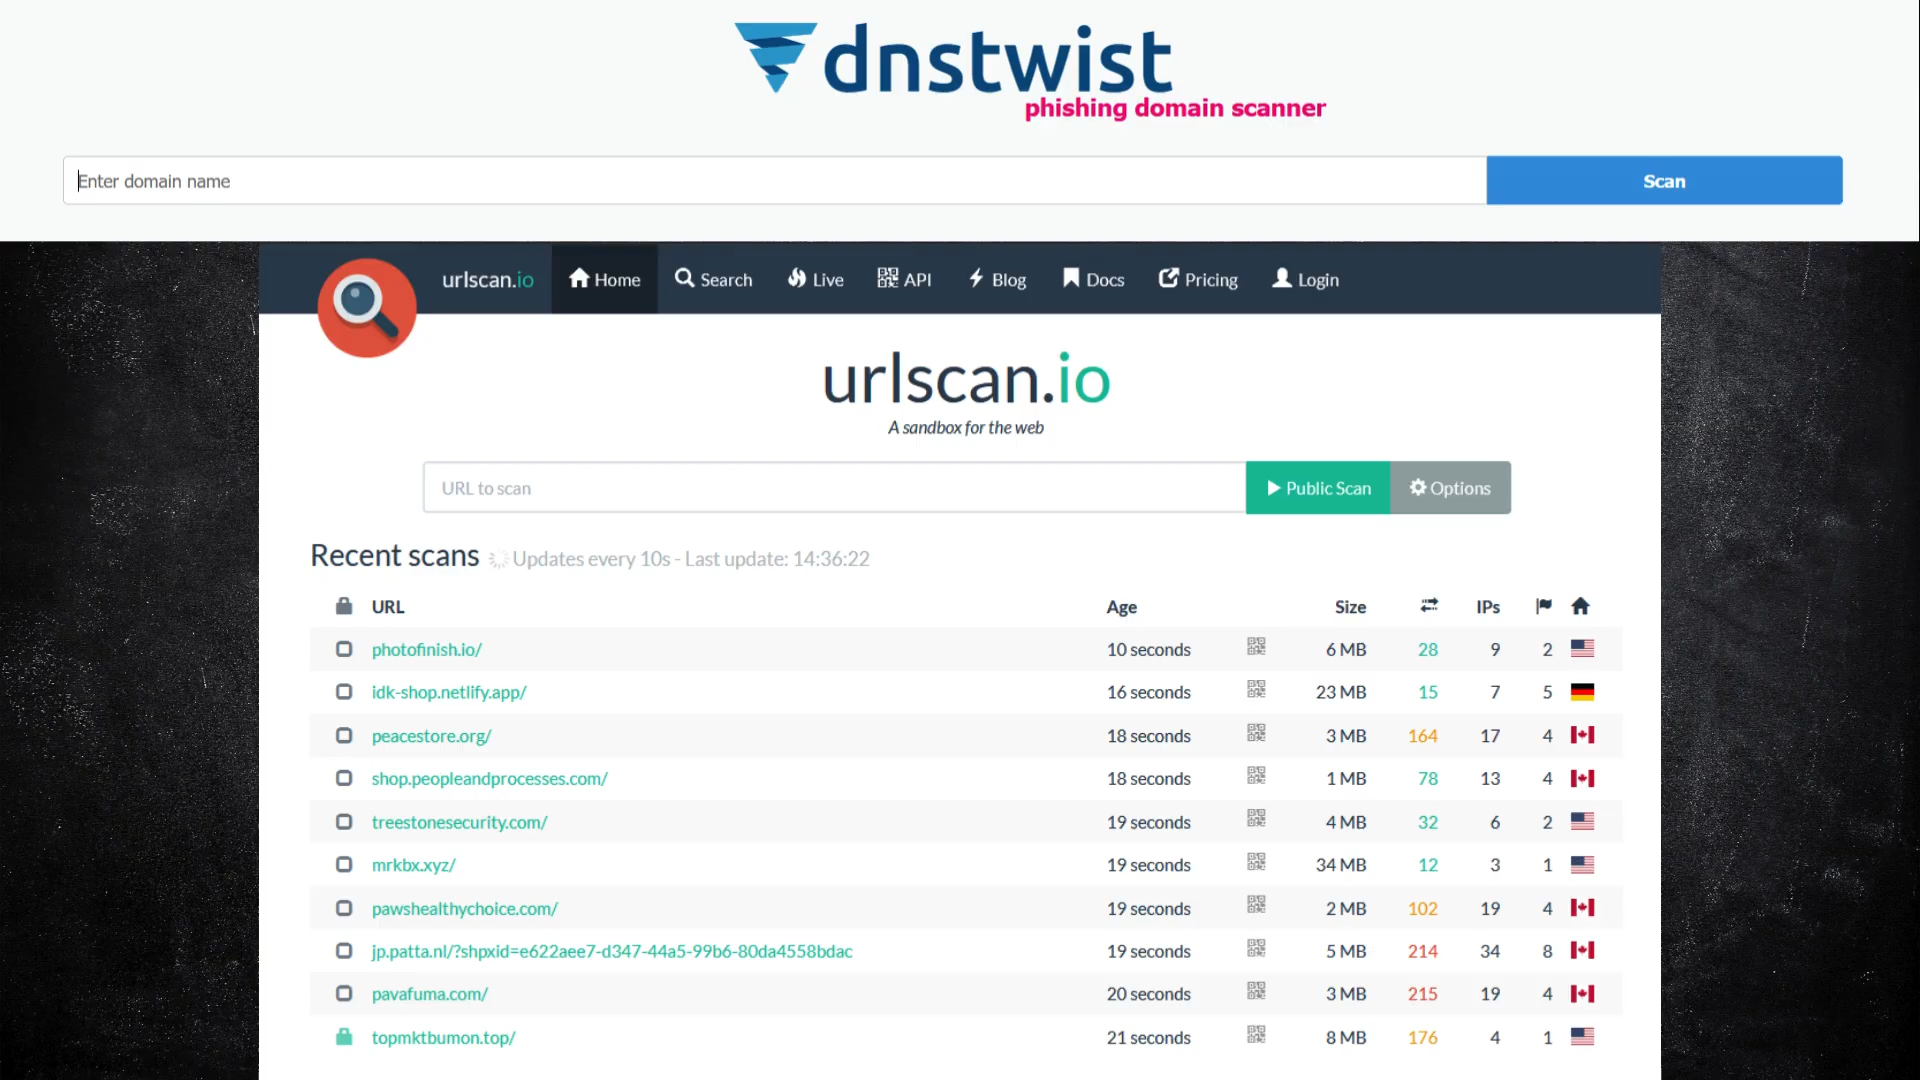 dnstwist
phishing domain scanner
Enter domain name
Scan
urlscan.io
Home
Search
Live
API
Blog
Docs
Pricing
Login
urlscan.io
A sandbox for the web
URL to scan
Public Scan
Options
Recent scans Updates every 10s - Last update: 14:36:22
URL Age Size IPs
photofinish.io/ 10 seconds 6 MB 28 9 2
idk-shop.netlify.app/ 16 seconds 23 MB 15 7 5
peacestore.org/ 18 seconds 3 MB 164 17 4
shop.peopleandprocesses.com/ 18 seconds 1 MB 78 13 4
treestonesecurity.com/ 19 seconds 4 MB 32 6 2
mrkbx.xyz/ 19 seconds 34 MB 12 3 1
pawshealthychoice.com/ 19 seconds 2 MB 102 19 4
jp.patta.nl/?shpxid=e622aee7-d347-44a5-99b6-80da4558bdac 19 seconds 5 MB 214 34 8
pavafuma.com/ 20 seconds 3 MB 215 19 4
topmktbumon.top/ 21 seconds 8 MB 176 4 1